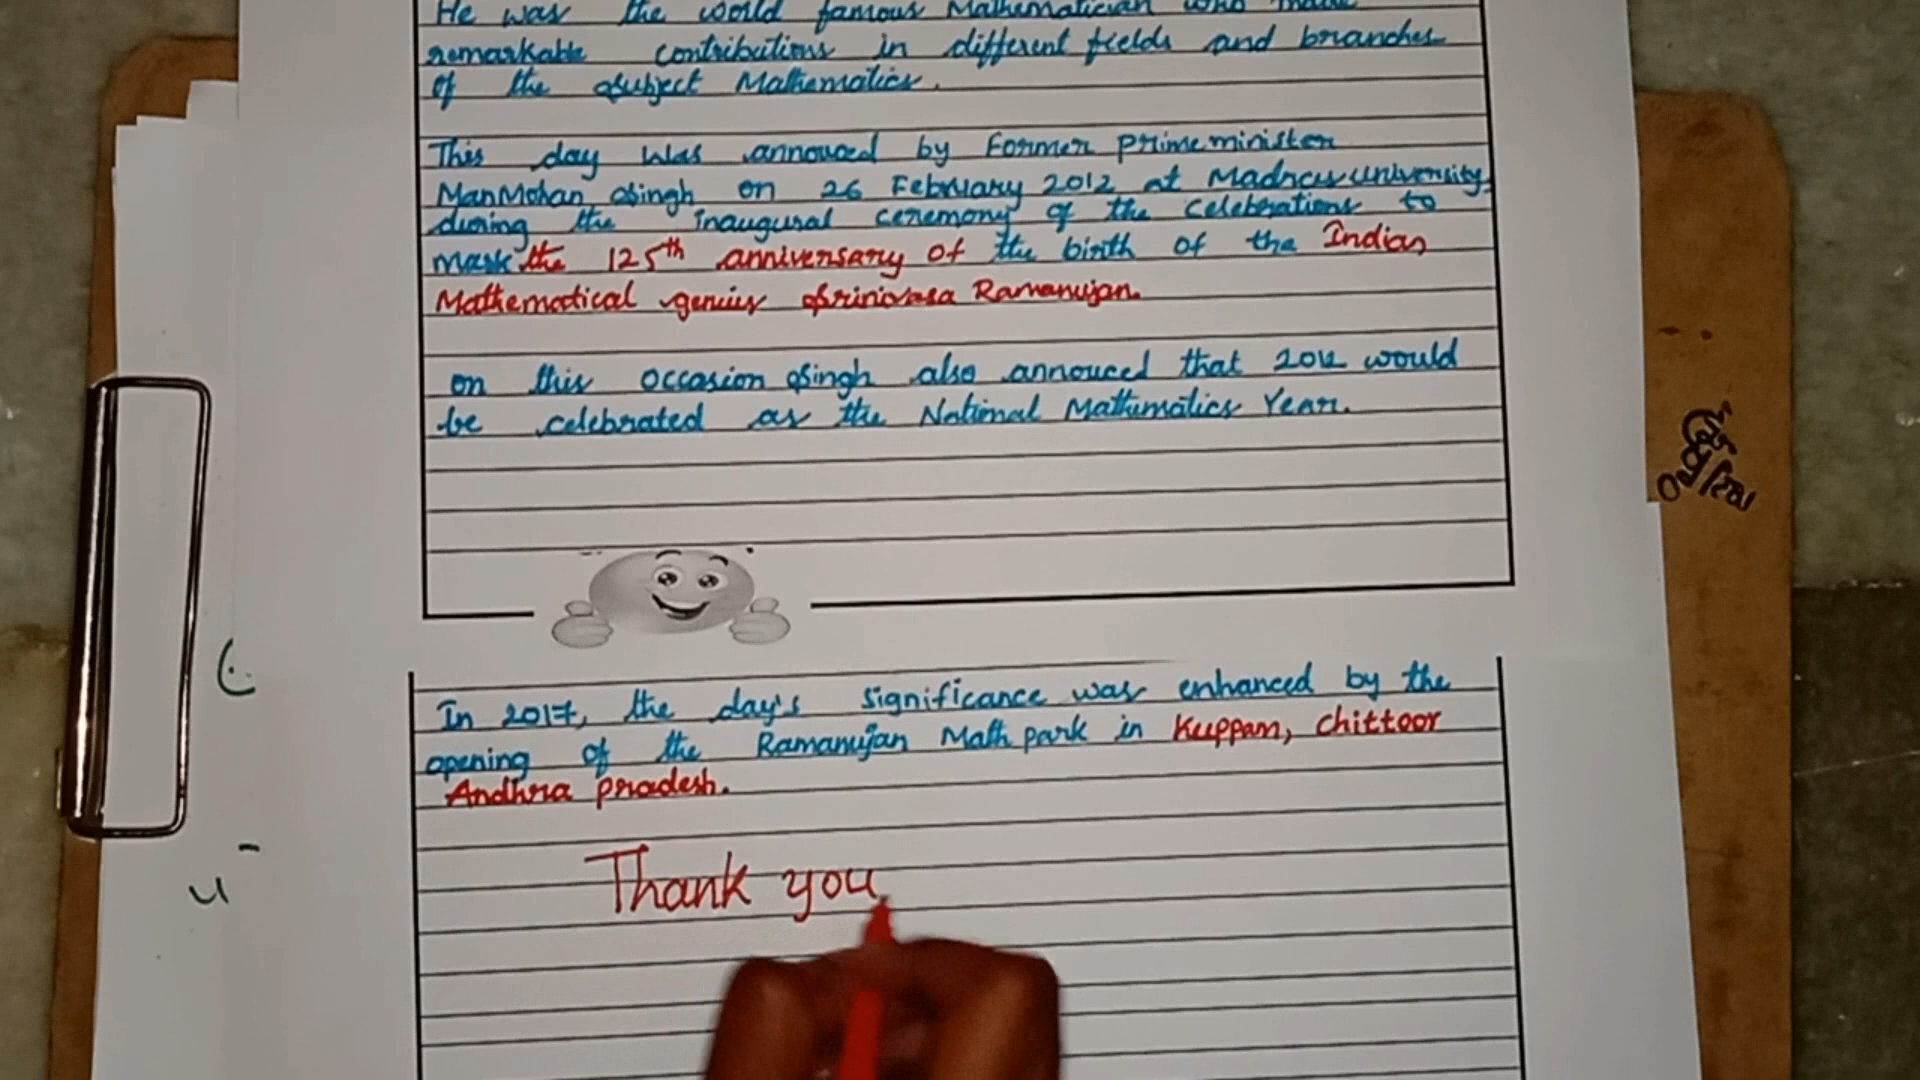 He was the world famous Mathematician who made
remarkable contributions in different fields and branches
of the subject Mathematics.
This day was annouced by Former prime minister
ManMohan Singh on 26 February 2012 at Madras university
during the inaugural ceremony of the celebrations to
mark the 125th anniversary of the birth of the Indian
Mathematical genius Srinivasa Ramanujan.
on this occasion Singh also annouced that 2012 would
be celebrated as the National Mathematics Year.
In 2017, the day's significance was enhanced by the
opening of the Ramanujan Math park in Kuppam, Chittoor
Andhra pradesh.
Thank you